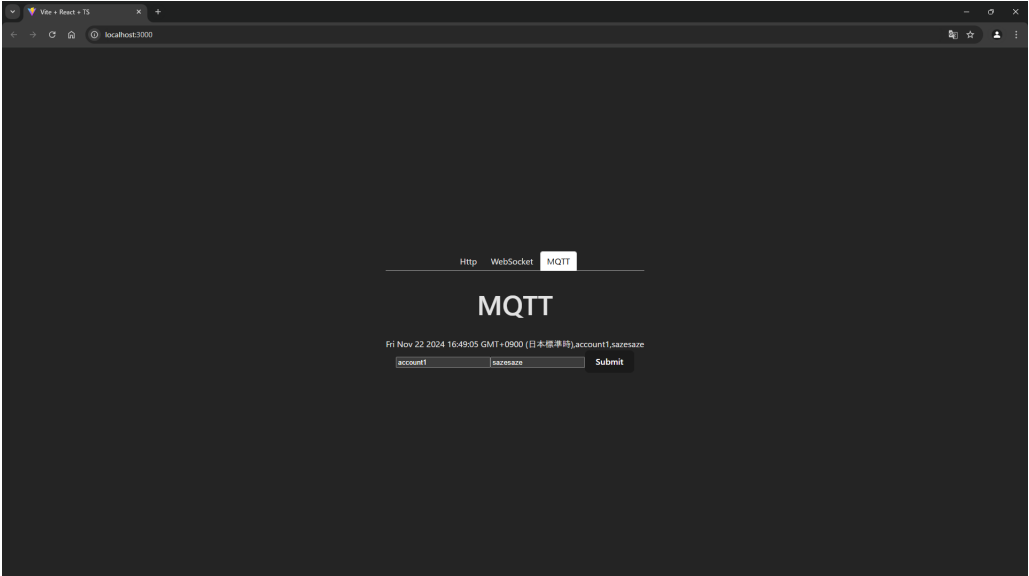 Vite + React + TS
localhost:3000
Http WebSocket MQTT
MQTT
Fri Nov 22 2024 16:49:05 GMT+0900 (日本標準時),account1,sazesaze
account1 sazesaze Submit